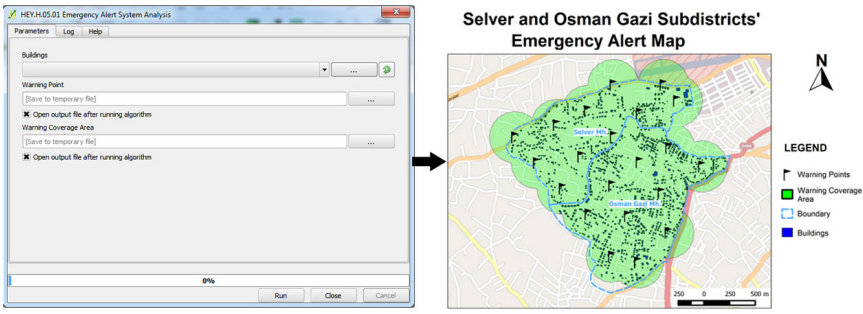 HEY.H.05.01 Emergency Alert System Analysis
Parameters Log Help
Buildings
...
Warning Point
[Save to temporary file] ...
Open output file after running algorithm
Warning Coverage Area
[Save to temporary file] ...
Open output file after running algorithm
0%
Run Close Cancel
Selver and Osman Gazi Subdistricts'
Emergency Alert Map
N
Selver Mh.
Osman Gazi Mh.
250 0 250 500 m
LEGEND
Warning Points
Warning Coverage
Area
Boundary
Buildings